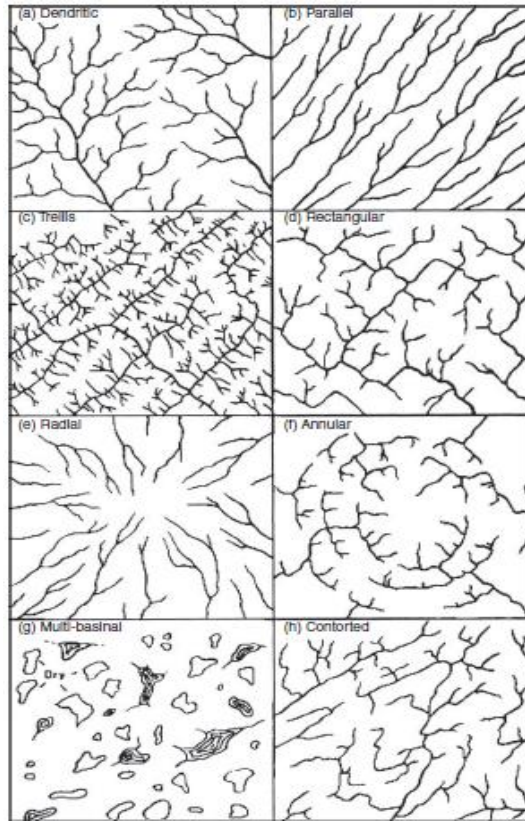 (a) Dendritic
(b) Parallel
(c) Trellis
(d) Rectangular
(e) Radial
(f) Annular
(g) Multi-basinal
Dry
(h) Contorted